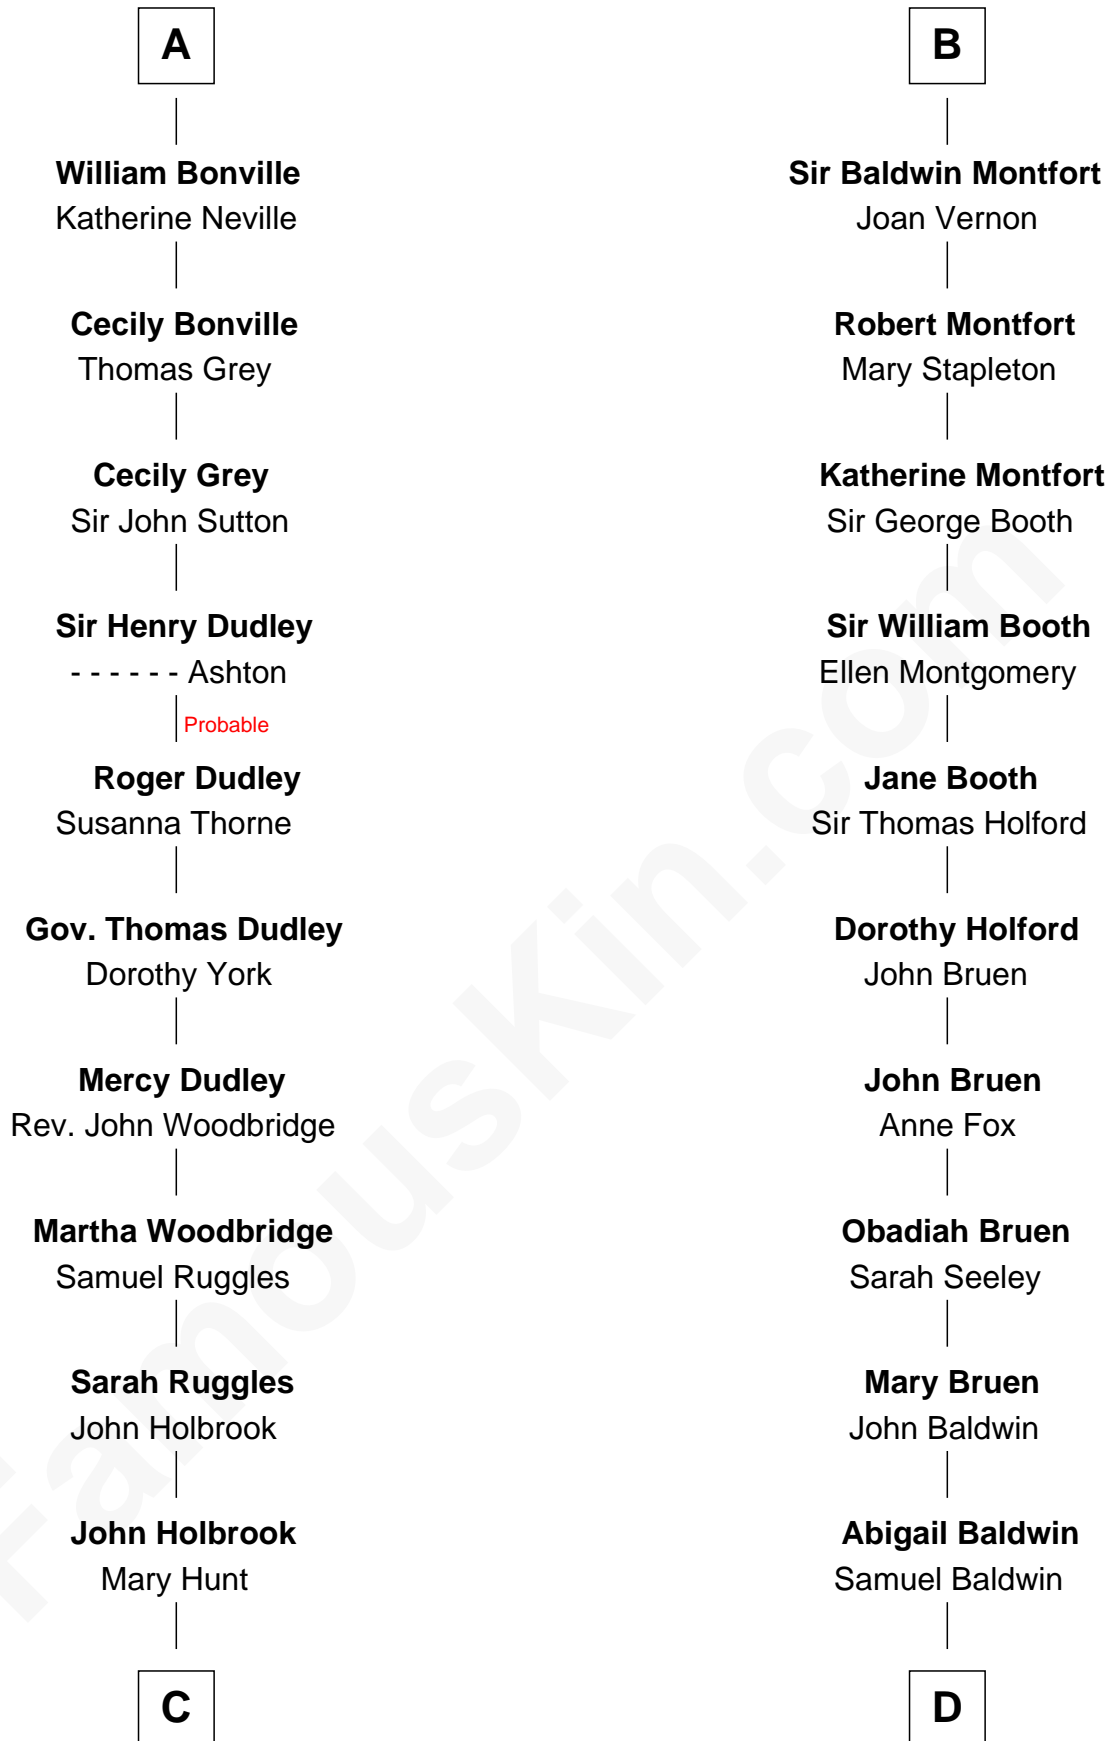 A
William Bonville
Katherine Neville
Cecily Bonville
Thomas Grey
Cecily Grey
Sir John Sutton
Sir Henry Dudley
- - - - - - Ashton
Probable
Roger Dudley
Susanna Thorne
Gov. Thomas Dudley
Dorothy York
Mercy Dudley
Rev. John Woodbridge
Martha Woodbridge
Samuel Ruggles
Sarah Ruggles
John Holbrook
John Holbrook
Mary Hunt
C
B
Sir Baldwin Montfort
Joan Vernon
Robert Montfort
Mary Stapleton
Katherine Montfort
Sir George Booth
Sir William Booth
Ellen Montgomery
Jane Booth
Sir Thomas Holford
Dorothy Holford
John Bruen
John Bruen
Anne Fox
Obadiah Bruen
Sarah Seeley
Mary Bruen
John Baldwin
Abigail Baldwin
Samuel Baldwin
D
FamousKin.com